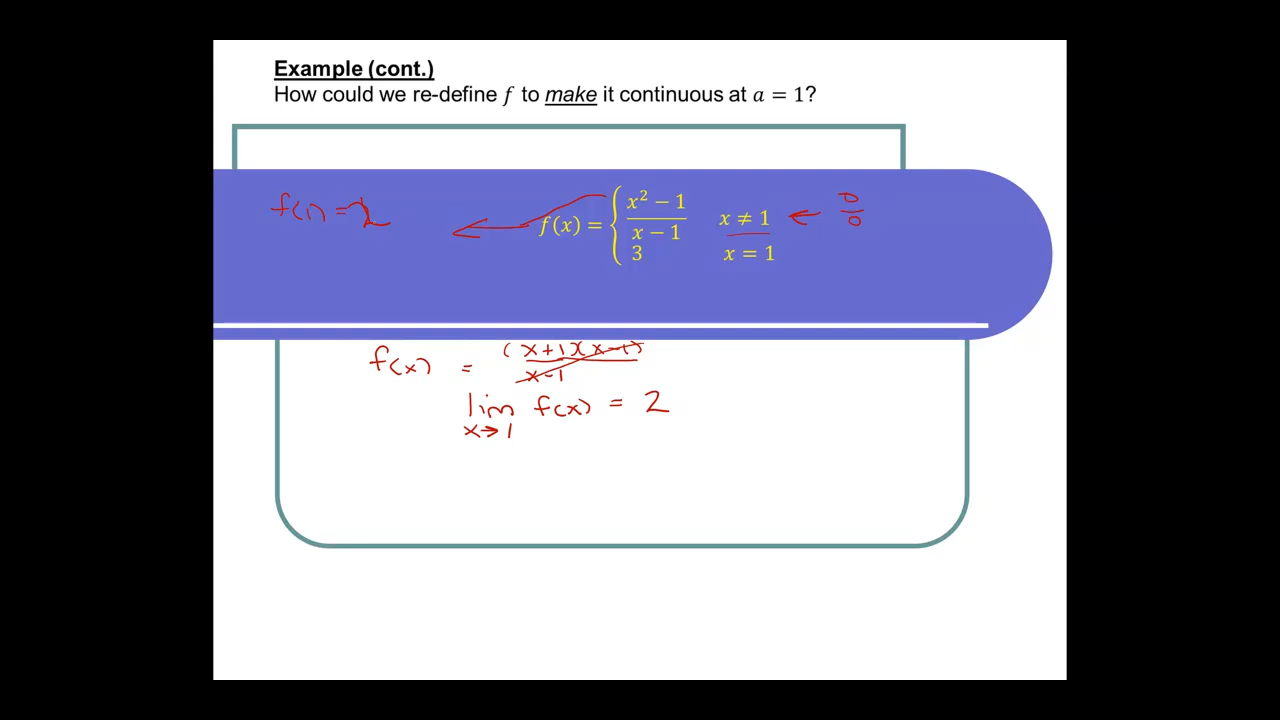 Example (cont.)
How could we re-define f to make it continuous at a = 1?
f(1) = 2
f(x) = { x² − 1 / x − 1   x ≠ 1 ← 0/0
3   x = 1
f(x) = (x+1)(x-1) / x-1
lim f(x) = 2
x→1